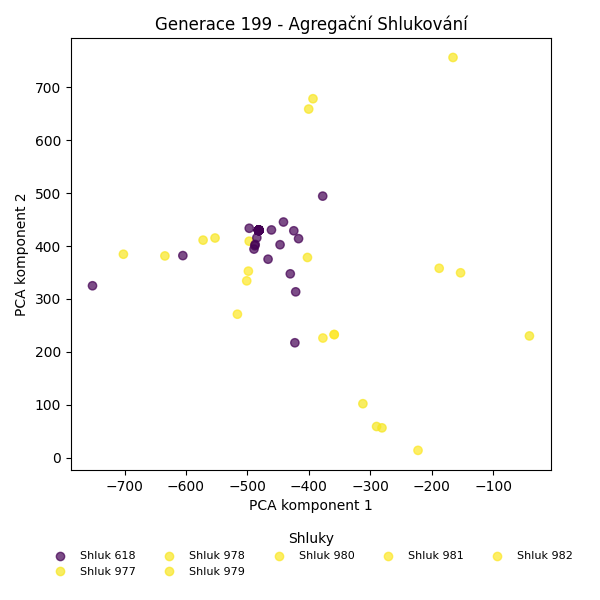 Generace 199 - Agregační Shlukování
PCA komponent 2
700
600
500
400
300
200
100
0
−700 −600 −500 −400 −300 −200 −100
PCA komponent 1
Shluky
Shluk 618 Shluk 978 Shluk 980 Shluk 981 Shluk 982
Shluk 977 Shluk 979